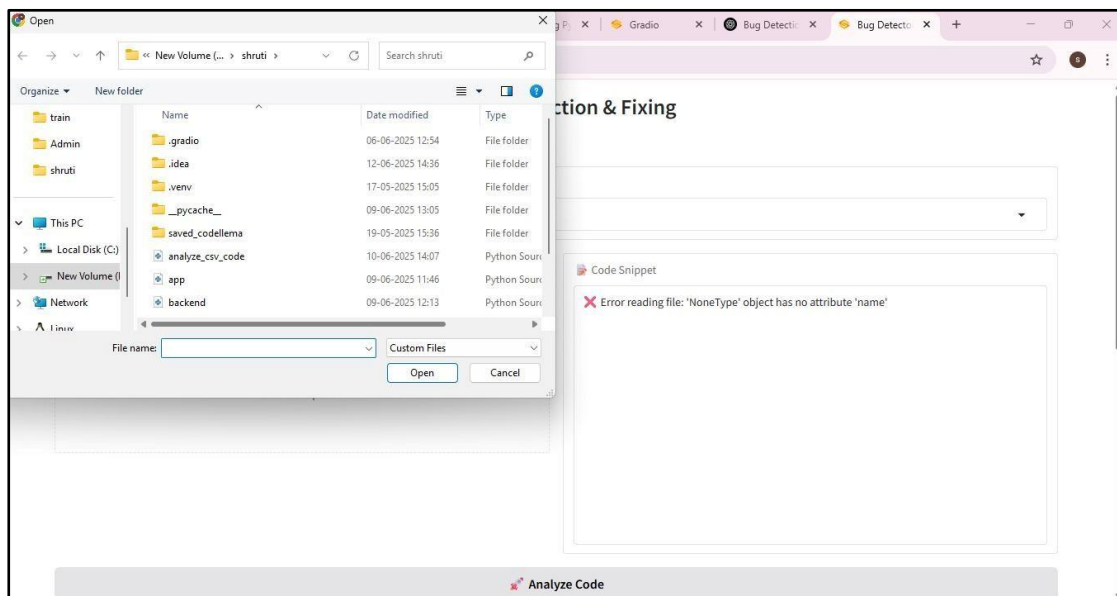 Open
Gradio
Bug Detectic
Bug Detecto
S
« New Volume (... › shruti ›
Search shruti
Organize
New folder
Name
Date modified
Type
train
Admin
shruti
This PC
Local Disk (C:)
New Volume (
Network
Linux
.gradio 06-06-2025 12:54 File folder
.idea 12-06-2025 14:36 File folder
.venv 17-05-2025 15:05 File folder
__pycache__ 09-06-2025 13:05 File folder
saved_codellema 19-05-2025 15:36 File folder
analyze_csv_code 10-06-2025 14:07 Python Sourc
app 09-06-2025 11:46 Python Sourc
backend 09-06-2025 12:13 Python Sourc
File name:
Custom Files
Open
Cancel
ction & Fixing
Code Snippet
❌ Error reading file: 'NoneType' object has no attribute 'name'
🚀 Analyze Code